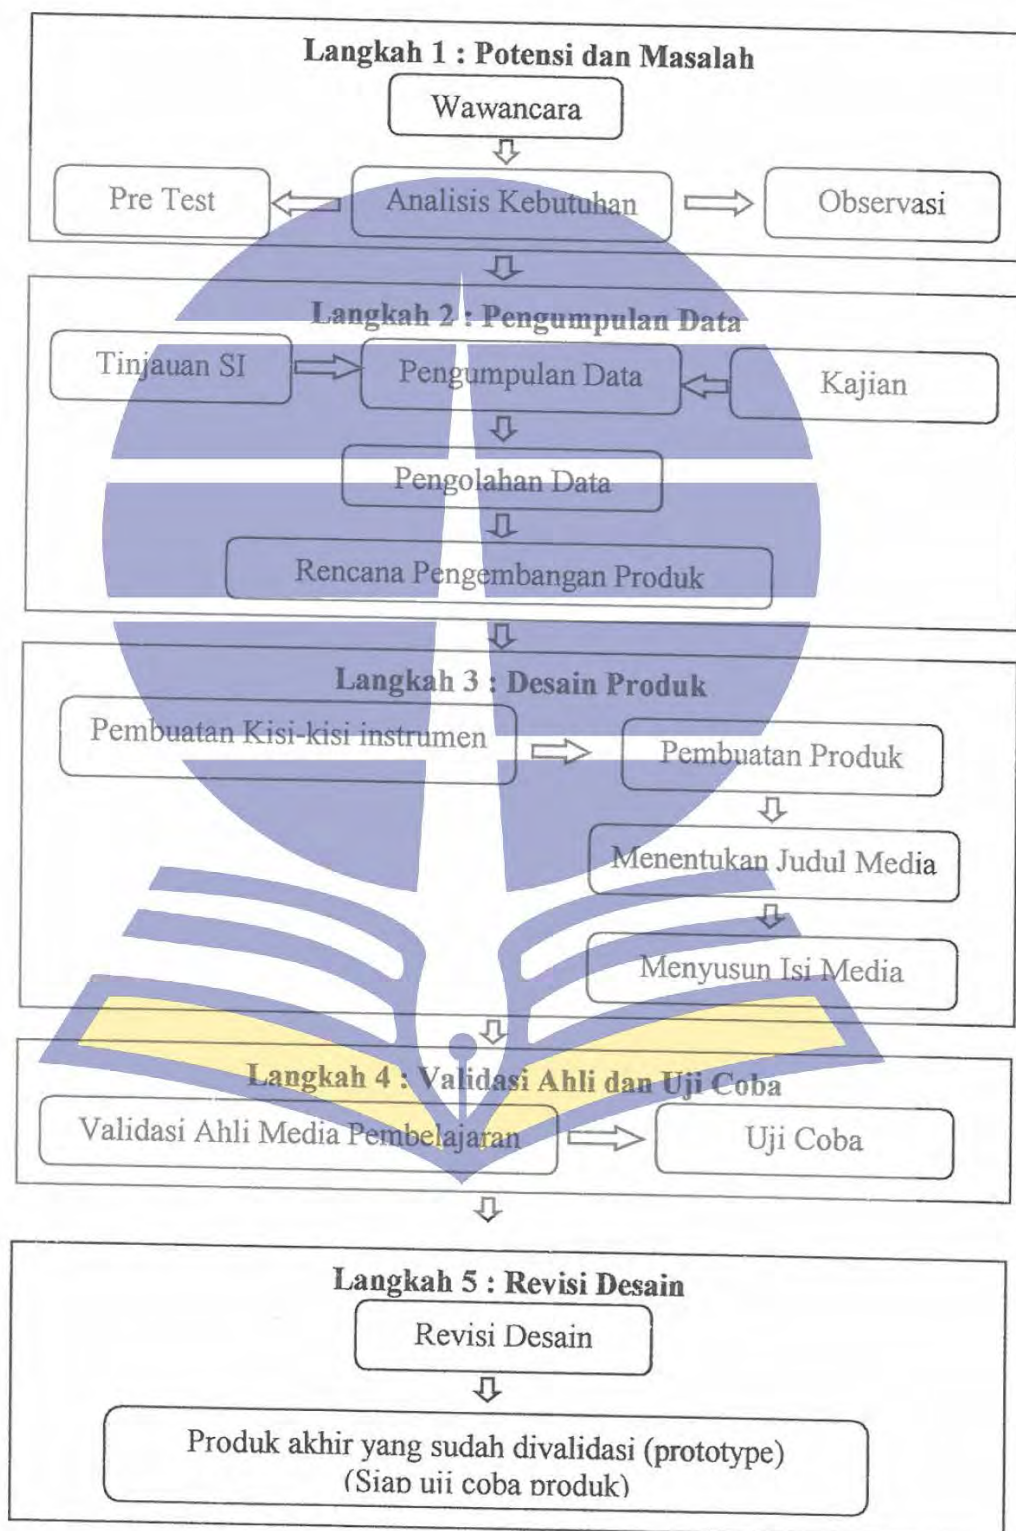 Langkah 1 : Potensi dan Masalah
Wawancara
Pre Test
Analisis Kebutuhan
Observasi
Langkah 2 : Pengumpulan Data
Tinjauan SI
Pengumpulan Data
Kajian
Pengolahan Data
Rencana Pengembangan Produk
Langkah 3 : Desain Produk
Pembuatan Kisi-kisi instrumen
Pembuatan Produk
Menentukan Judul Media
Menyusun Isi Media
Langkah 4 : Validasi Ahli dan Uji Coba
Validasi Ahli Media Pembelajaran
Uji Coba
Langkah 5 : Revisi Desain
Revisi Desain
Produk akhir yang sudah divalidasi (prototype)
(Siap uji coba produk)